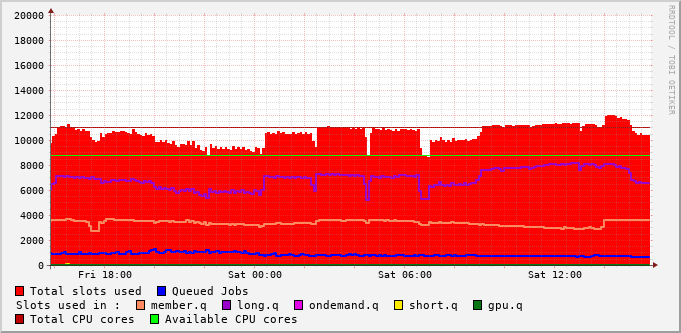 20000
18000
16000
14000
12000
10000
8000
6000
4000
2000
0
Fri 18:00 Sat 00:00 Sat 06:00 Sat 12:00
RRDTOOL / TOBI OETIKER
Total slots used Queued Jobs
Slots used in : member.q long.q ondemand.q short.q gpu.q
Total CPU cores Available CPU cores